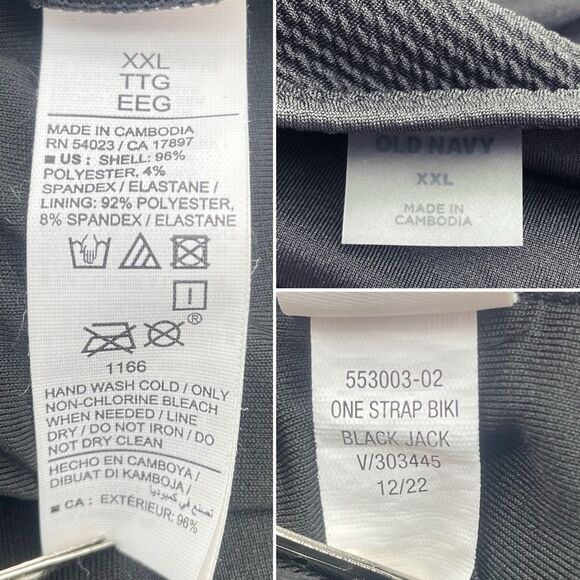 XXL
TTG
EEG
MADE IN CAMBODIA
RN 54023 / CA 17897
US : SHELL: 96%
POLYESTER, 4%
SPANDEX / ELASTANE /
LINING: 92% POLYESTER,
8% SPANDEX / ELASTANE
®
1166
HAND WASH COLD / ONLY
NON-CHLORINE BLEACH
WHEN NEEDED / LINE
DRY / DO NOT IRON / DO
NOT DRY CLEAN
HECHO EN CAMBOYA /
DIBUAT DI KAMBOJA /
تصنع في كمبوديا
CA : EXTÉRIEUR: 96%
OLD NAVY
XXL
MADE IN
CAMBODIA
553003-02
ONE STRAP BIKI
BLACK JACK
V/303445
12/22